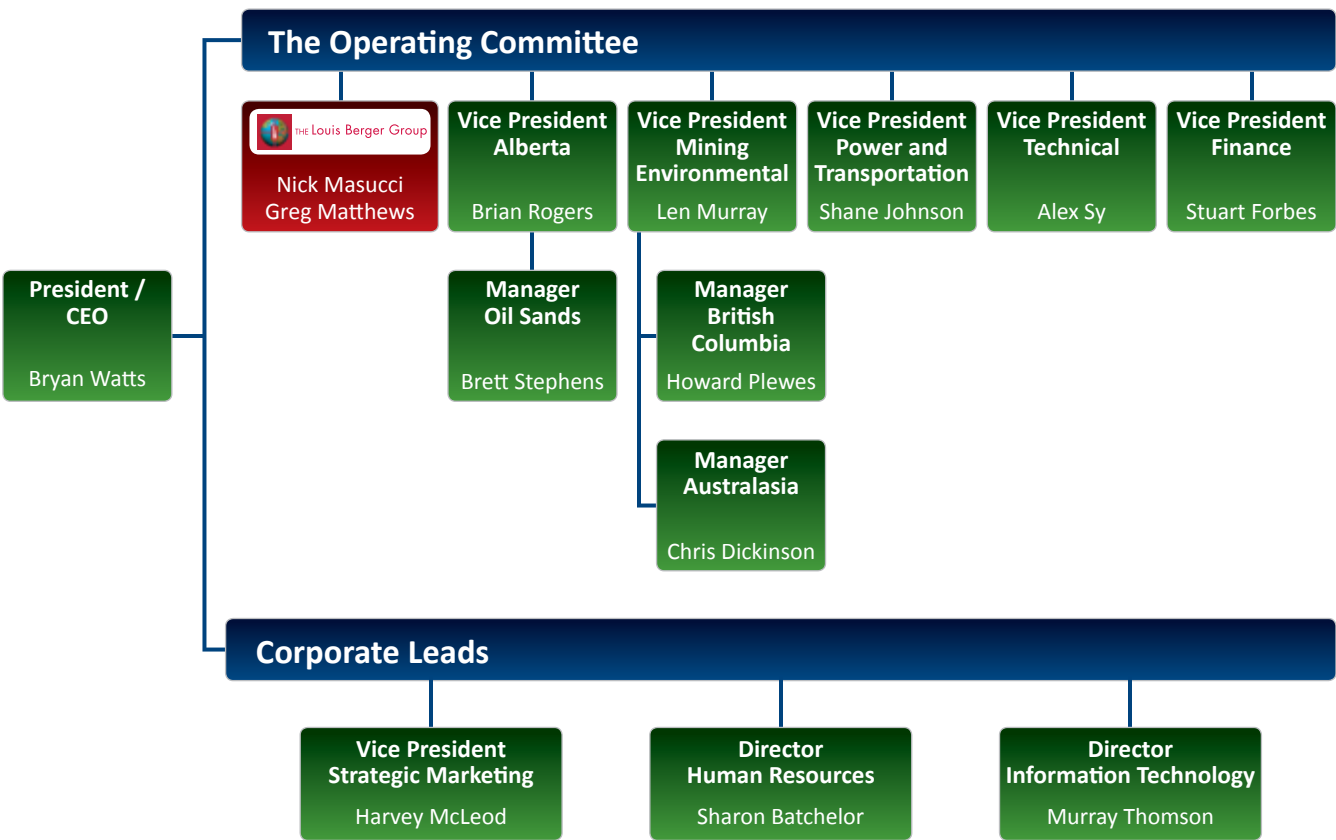 The Operating Committee
THE Louis Berger Group
Nick Masucci
Greg Matthews
Vice President
Alberta
Brian Rogers
Vice President
Mining
Environmental
Len Murray
Vice President
Power and
Transportation
Shane Johnson
Vice President
Technical
Alex Sy
Vice President
Finance
Stuart Forbes
President /
CEO
Bryan Watts
Manager
Oil Sands
Brett Stephens
Manager
British
Columbia
Howard Plewes
Manager
Australasia
Chris Dickinson
Corporate Leads
Vice President
Strategic Marketing
Harvey McLeod
Director
Human Resources
Sharon Batchelor
Director
Information Technology
Murray Thomson